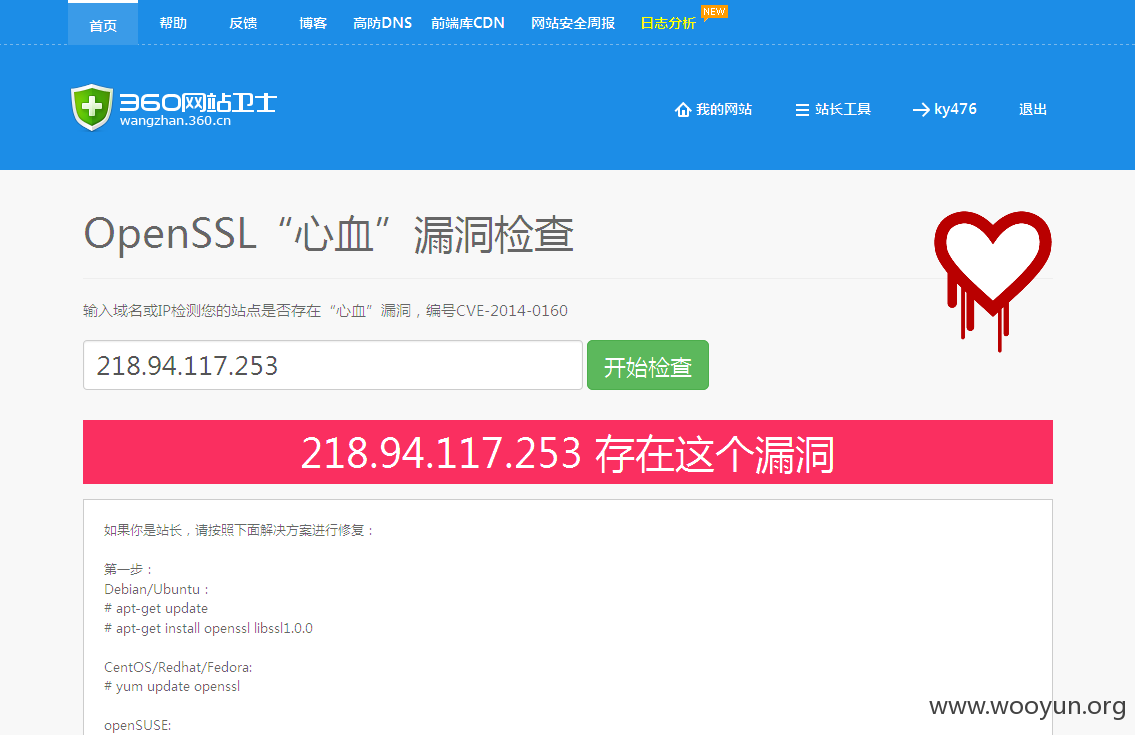 首页 帮助 反馈 博客 高防DNS 前端库CDN 网站安全周报 日志分析 NEW
360网站卫士
wangzhan.360.cn
我的网站 站长工具 ky476 退出
OpenSSL“心血”漏洞检查
输入域名或IP检测您的站点是否存在“心血”漏洞，编号CVE-2014-0160
218.94.117.253 开始检查
218.94.117.253 存在这个漏洞
如果你是站长，请按照下面解决方案进行修复：
第一步：
Debian/Ubuntu：
# apt-get update
# apt-get install openssl libssl1.0.0
CentOS/Redhat/Fedora:
# yum update openssl
openSUSE:
www.wooyun.org